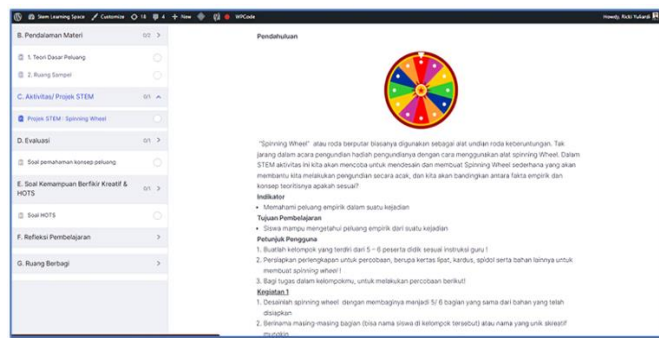 Stem Learning Space Customize 18 4 + New WPCode Howdy, Ricki Yuliardi
B. Pendalaman Materi 0/2
1. Teori Dasar Peluang
2. Ruang Sampel
C. Aktivitas/ Projek STEM 0/1
Projek STEM : Spinning Wheel
D. Evaluasi 0/1
Soal pemahaman konsep peluang
E. Soal Kemampuan Berfikir Kreatif & HOTS 0/1
Soal HOTS
F. Refleksi Pembelajaran
G. Ruang Berbagi
Pendahuluan
"Spinning Wheel" atau roda berputar biasanya digunakan sebagai alat undian roda keberuntungan. Tak
jarang dalam acara pengundian hadiah pengundianya dengan cara menggunakan alat spinning Wheel. Dalam
STEM aktivitas ini kita akan mencoba untuk mendesain dan membuat Spinning Wheel sederhana yang akan
membantu kita melakukan pengundian secara acak, dan kita akan bandingkan antara fakta empirik dan
konsep teoritisnya apakah sesuai?
Indikator
• Memahami peluang empirik dalam suatu kejadian
Tujuan Pembelajaran
• Siswa mampu mengetahui peluang empirik dari suatu kejadian
Petunjuk Pengguna
1. Buatlah kelompok yang terdiri dari 5 – 6 peserta didik sesuai instruksi guru !
2. Persiapkan perlengkapan untuk percobaan, berupa kertas lipat, kardus, spidol serta bahan lainnya untuk
membuat spinning wheel !
3. Bagi tugas dalam kelompokmu, untuk melakukan percobaan berikut!
Kegiatan 1
1. Desainlah spinning wheel dengan membaginya menjadi 5/ 6 bagian yang sama dari bahan yang telah
disiapkan
2. Berinama masing-masing bagian (bisa nama siswa di kelompok tersebut) atau nama yang unik &kreatif
mungkin